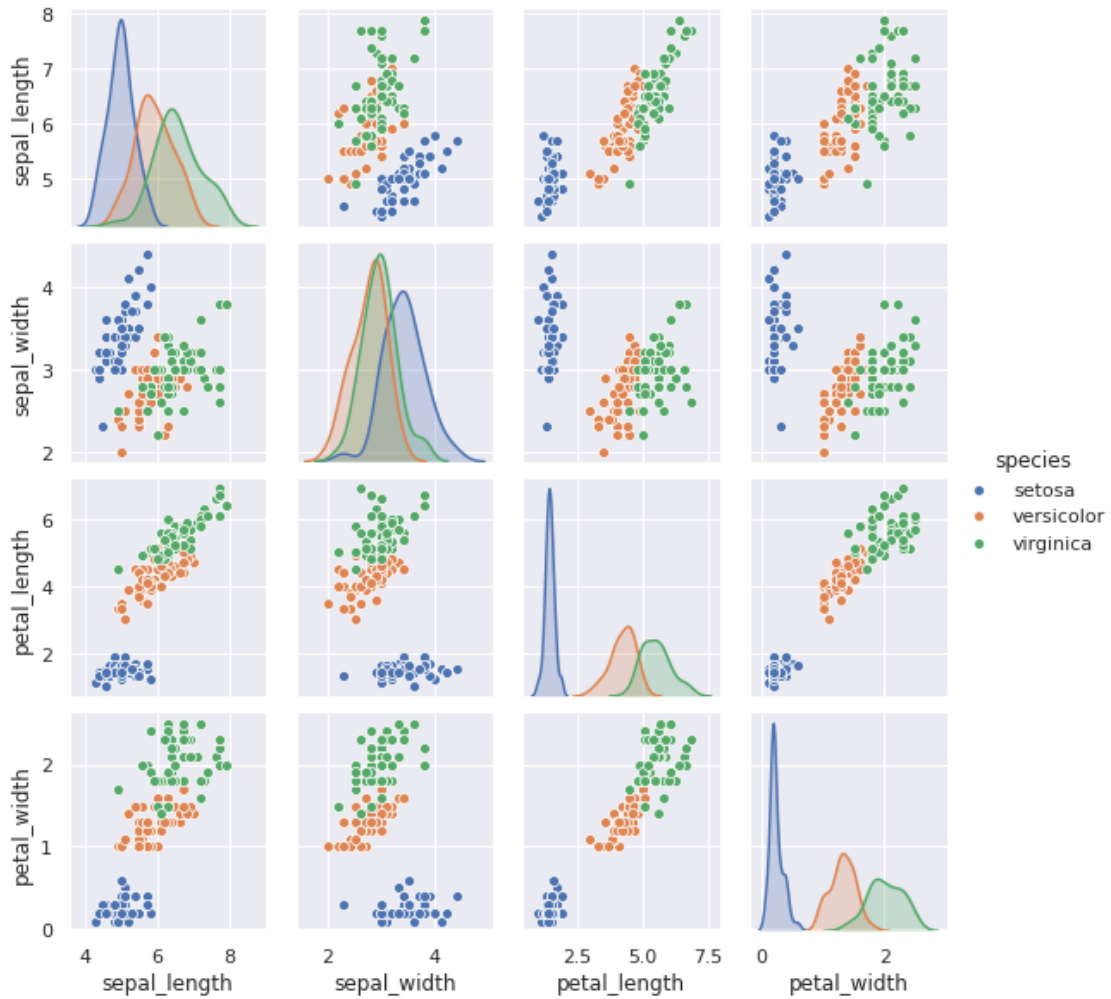 8
7
6
5
sepal_length
4
3
2
sepal_width
6
4
2
petal_length
2
1
0
petal_width
4 6 8
sepal_length
2 4
sepal_width
2.5 5.0 7.5
petal_length
0 2
petal_width
species
setosa
versicolor
virginica